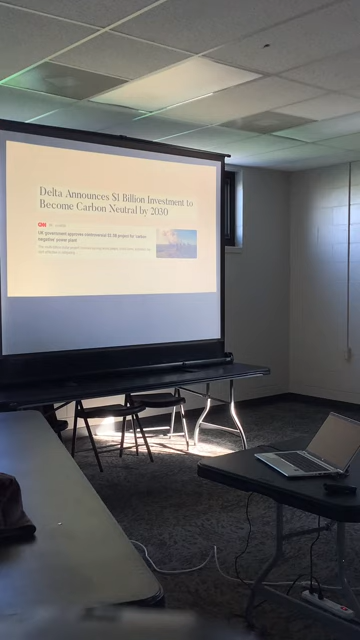 Delta Announces $1 Billion Investment to
Become Carbon Neutral by 2030
CNN
UK government approves controversial $1.3B project for 'carbon-
negative' power plant